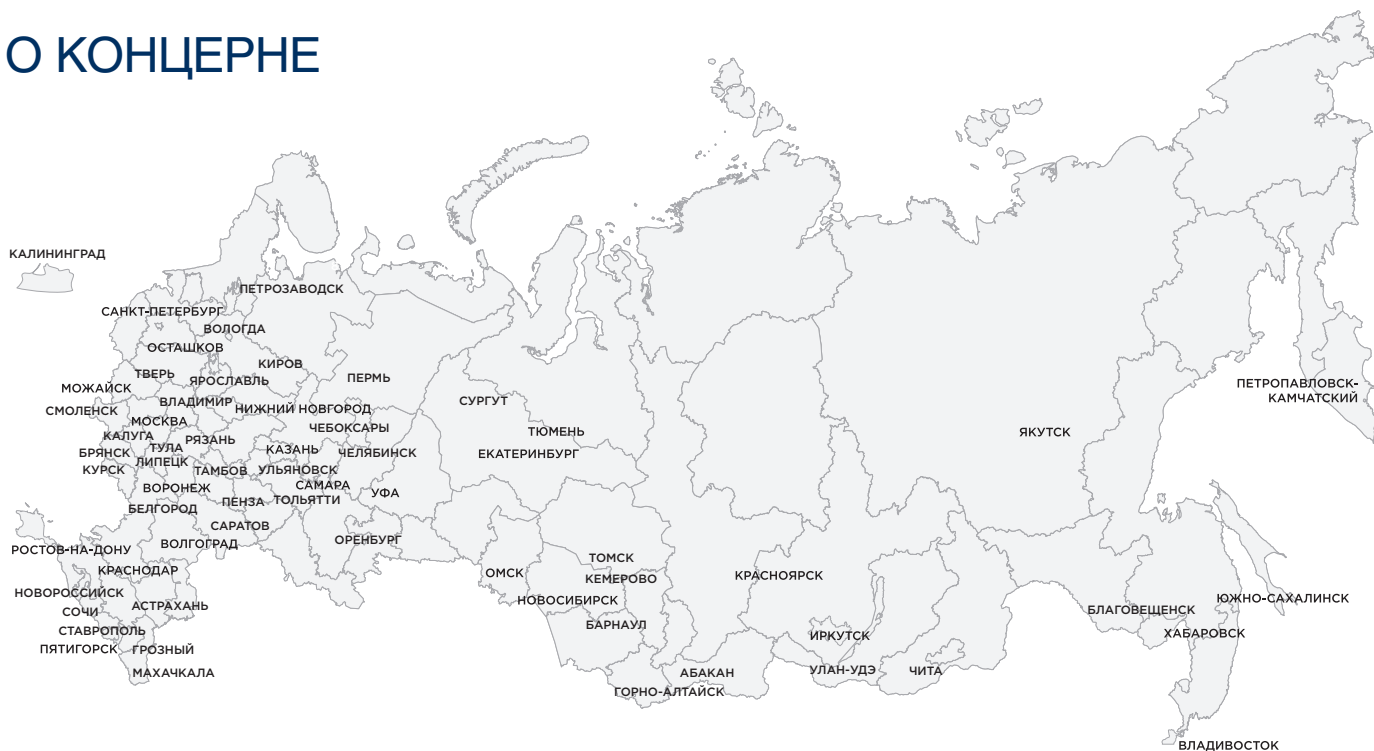 О КОНЦЕРНЕ
КАЛИНИНГРАД
ПЕТРОЗАВОДСК
САНКТ-ПЕТЕРБУРГ
ВОЛОГДА
ОСТАШКОВ
КИРОВ
ТВЕРЬ
ЯРОСЛАВЛЬ
ПЕРМЬ
МОЖАЙСК
ПЕТРОПАВЛОВСК-
КАМЧАТСКИЙ
ВЛАДИМИР
СУРГУТ
СМОЛЕНСК
НИЖНИЙ НОВГОРОД
МОСКВА
ЧЕБОКСАРЫ
ТЮМЕНЬ
ЯКУТСК
КАЛУГА
РЯЗАНЬ
ТУЛА
КАЗАНЬ
БРЯНСК
ЧЕЛЯБИНСК
ЕКАТЕРИНБУРГ
ЛИПЕЦК
КУРСК
ТАМБОВ
УЛЬЯНОВСК
САМАРА
ВОРОНЕЖ
УФА
ПЕНЗА
ТОЛЬЯТТИ
БЕЛГОРОД
САРАТОВ
ОРЕНБУРГ
ВОЛГОГРАД
РОСТОВ-НА-ДОНУ
ТОМСК
КРАСНОДАР
ОМСК
КЕМЕРОВО
КРАСНОЯРСК
НОВОРОССИЙСК
НОВОСИБИРСК
ЮЖНО-САХАЛИНСК
АСТРАХАНЬ
СОЧИ
БЛАГОВЕЩЕНСК
БАРНАУЛ
СТАВРОПОЛЬ
ХАБАРОВСК
ИРКУТСК
ПЯТИГОРСК
ГРОЗНЫЙ
МАХАЧКАЛА
АБАКАН
УЛАН-УДЭ
ЧИТА
ГОРНО-АЛТАЙСК
ВЛАДИВОСТОК